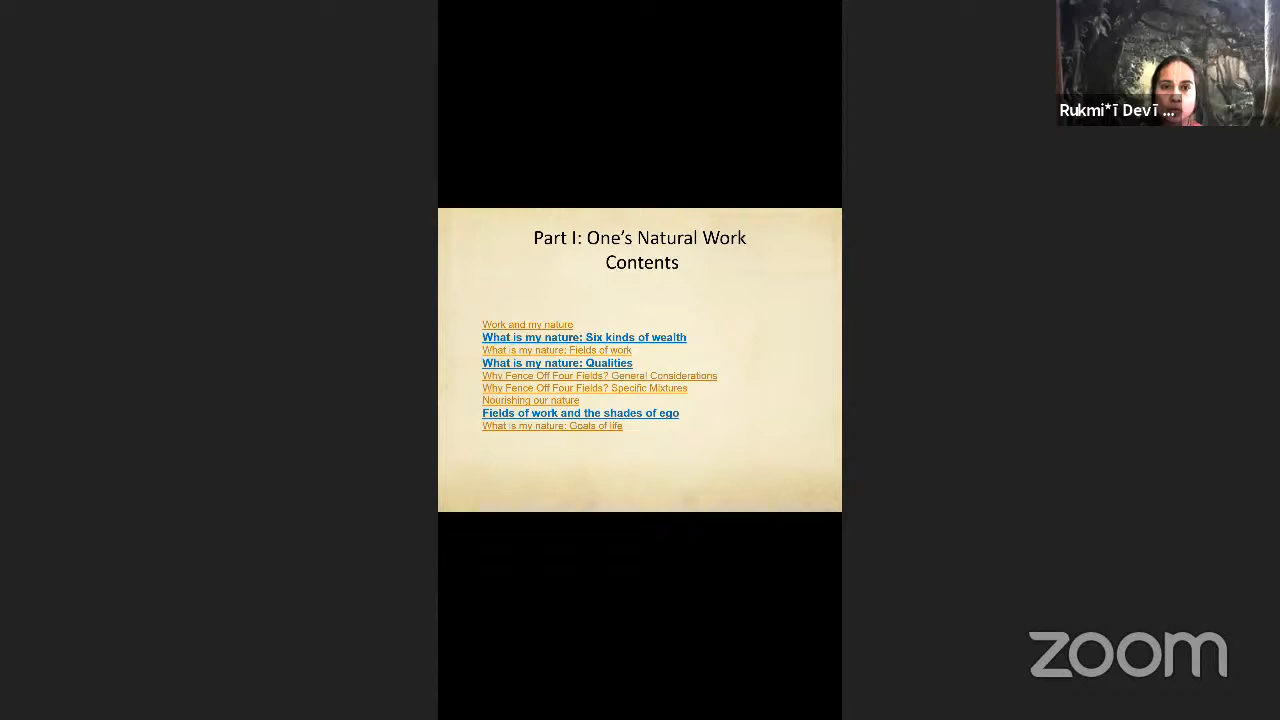 Rukmi*ī Devī ...
Part I: One's Natural Work
Contents
Work and my nature
What is my nature: Six kinds of wealth
What is my nature: Fields of work
What is my nature: Qualities
Why Fence Off Four Fields? General Considerations
Why Fence Off Four Fields? Specific Mixtures
Nourishing our nature
Fields of work and the shades of ego
What is my nature: Goals of life
zoom